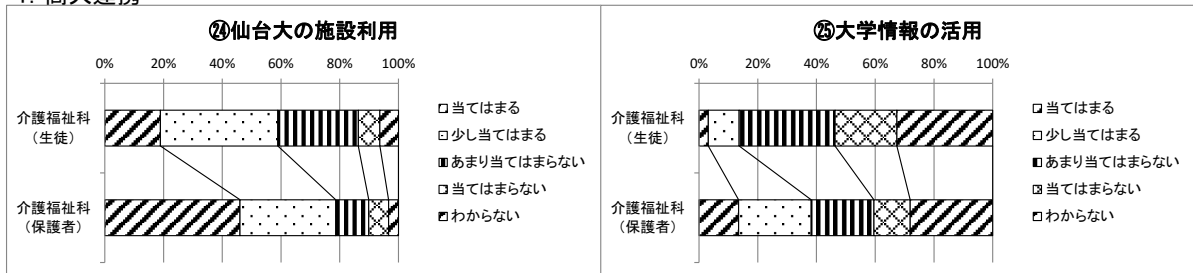 ㉔仙台大の施設利用
0% 20% 40% 60% 80% 100%
介護福祉科
（生徒）
介護福祉科
（保護者）
当てはまる
少し当てはまる
あまり当てはまらない
当てはまらない
わからない
㉕大学情報の活用
0% 20% 40% 60% 80% 100%
介護福祉科
（生徒）
介護福祉科
（保護者）
当てはまる
少し当てはまる
あまり当てはまらない
当てはまらない
わからない